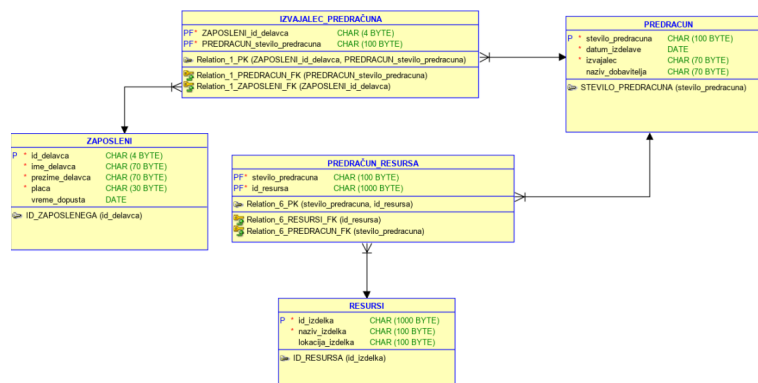 IZVAJALEC_PREDRAČUNA
PF* ZAPOSLENI_id_delavca CHAR (4 BYTE)
PF* PREDRACUN_stevilo_predracuna CHAR (100 BYTE)
Relation_1_PK (ZAPOSLENI_id_delavca, PREDRACUN_stevilo_predracuna)
Relation_1_PREDRACUN_FK (PREDRACUN_stevilo_predracuna)
Relation_1_ZAPOSLENI_FK (ZAPOSLENI_id_delavca)
PREDRACUN
P * stevilo_predracuna CHAR (100 BYTE)
* datum_izdelave DATE
* izvajalec CHAR (70 BYTE)
naziv_dobavitelja CHAR (70 BYTE)
STEVILO_PREDRACUNA (stevilo_predracuna)
ZAPOSLENI
P * id_delavca CHAR (4 BYTE)
* ime_delavca CHAR (70 BYTE)
* prezime_delavca CHAR (70 BYTE)
* placa CHAR (30 BYTE)
vreme_dopusta DATE
ID_ZAPOSLENEGA (id_delavca)
PREDRAČUN_RESURSA
PF* stevilo_predracuna CHAR (100 BYTE)
PF* id_resursa CHAR (1000 BYTE)
Relation_6_PK (stevilo_predracuna, id_resursa)
Relation_6_RESURSI_FK (id_resursa)
Relation_6_PREDRACUN_FK (stevilo_predracuna)
RESURSI
P * id_izdelka CHAR (1000 BYTE)
* naziv_izdelka CHAR (100 BYTE)
lokacija_izdelka CHAR (100 BYTE)
ID_RESURSA (id_izdelka)